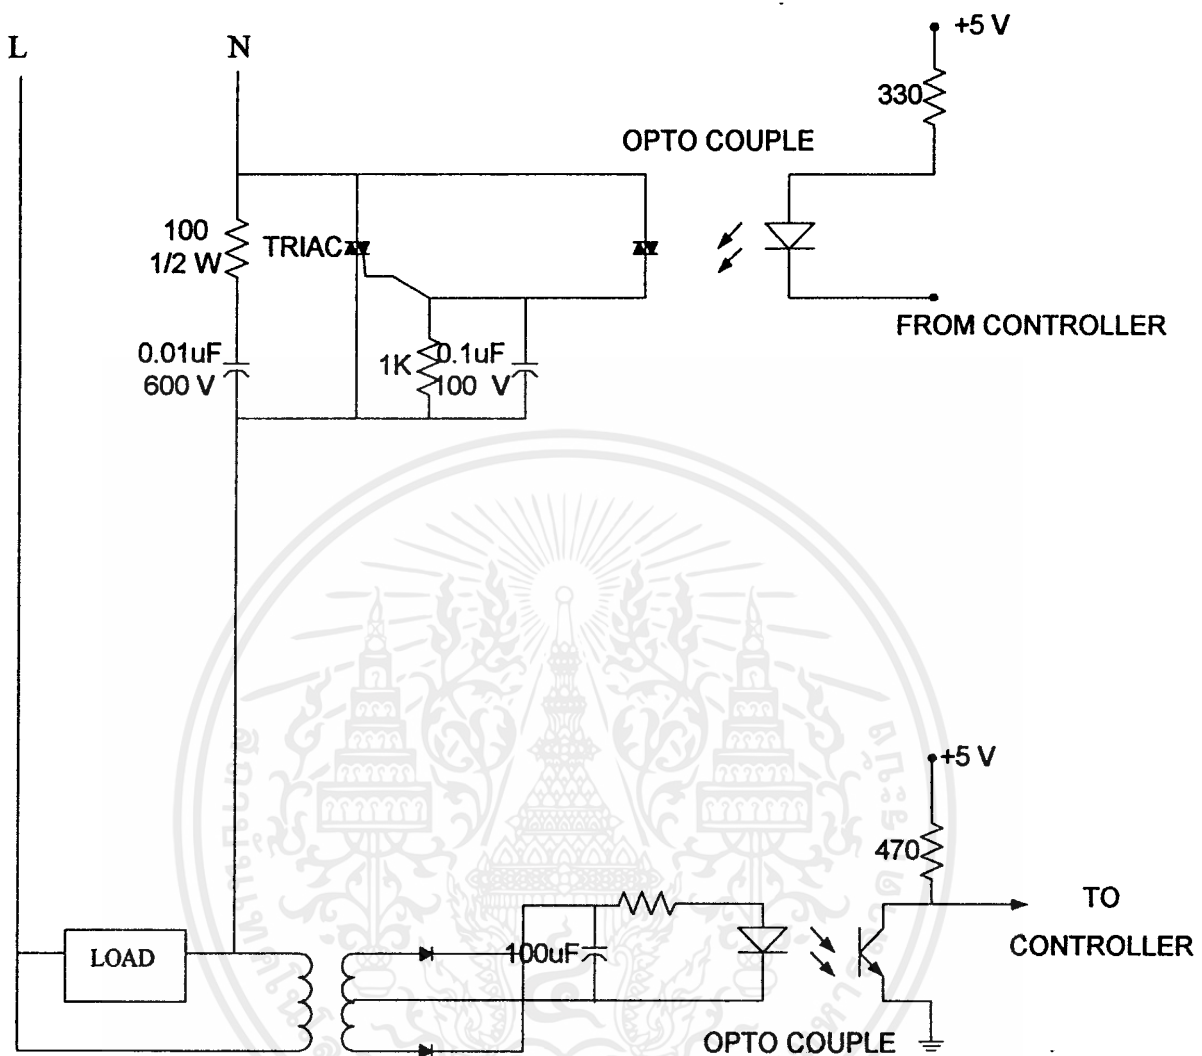 +5 V
L
N
330
OPTO COUPLE
100
1/2 W
TRIAC
FROM CONTROLLER
0.01uF
600 V
1K
0.1uF
100 V
+5 V
470
TO
CONTROLLER
LOAD
100uF
OPTO COUPLE